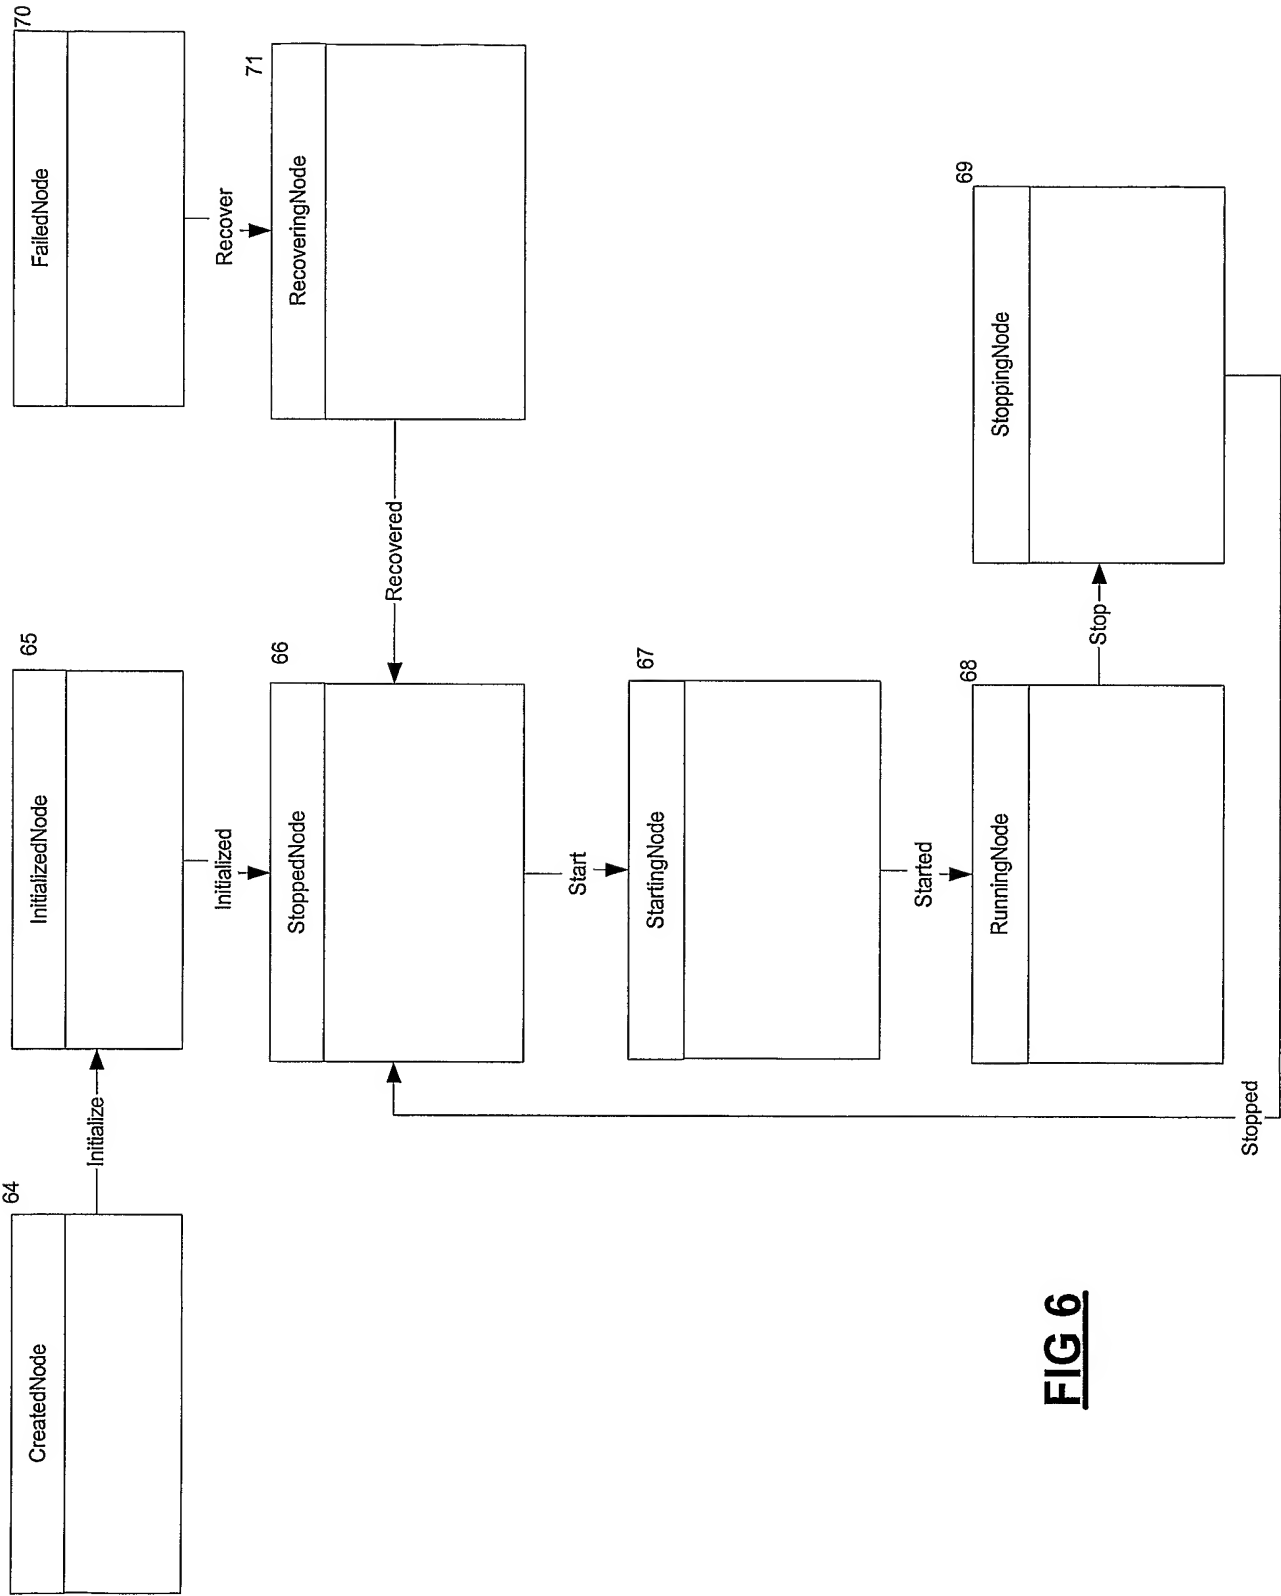 64
65
70
CreatedNode
InitializedNode
FailedNode
Initialize
Initialized
Recover
66
71
StoppedNode
RecoveringNode
Recovered
Start
67
StartingNode
Started
68
69
RunningNode
StoppingNode
Stop
FIG 6
Stopped